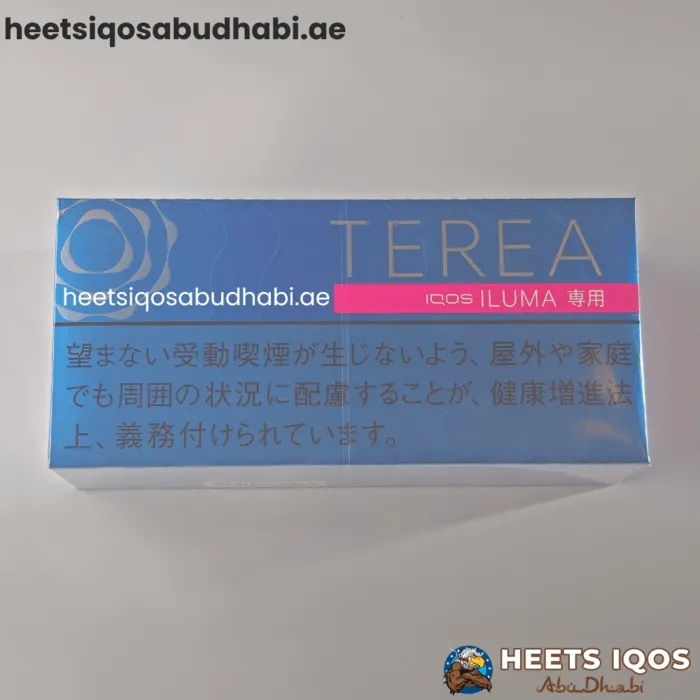 heetsiqosabudhabi.ae
TEREA
heetsiqosabudhabi.ae
IQOS ILUMA 専用
望まない受動喫煙が生じないよう、屋外や家庭
でも周囲の状況に配慮することが、健康増進法
上、義務付けられています。
HEETS IQOS
Abu Dhabi